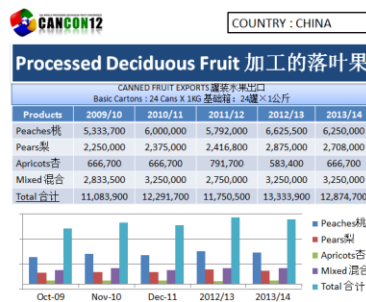 CANCON12
COUNTRY : CHINA
Processed Deciduous Fruit 加工的落叶果
CANNED FRUIT EXPORTS 罐装水果出口
Basic Cartons : 24 Cans X 1KG 基础箱：24罐×1公斤
Products 2009/10 2010/11 2011/12 2012/13 2013/14
Peaches桃 5,333,700 6,000,000 5,792,000 6,625,500 6,250,000
Pears梨 2,250,000 2,375,000 2,416,800 2,875,000 2,708,000
Apricots杏 666,700 666,700 791,700 583,400 666,700
Mixed 混合 2,833,500 3,250,000 2,750,000 3,250,000 3,250,000
Total 合计 11,083,900 12,291,700 11,750,500 13,333,900 12,874,700
Peaches桃
Pears梨
Apricots杏
Mixed 混合
Total 合计
Oct-09 Nov-10 Dec-11 2012/13 2013/14